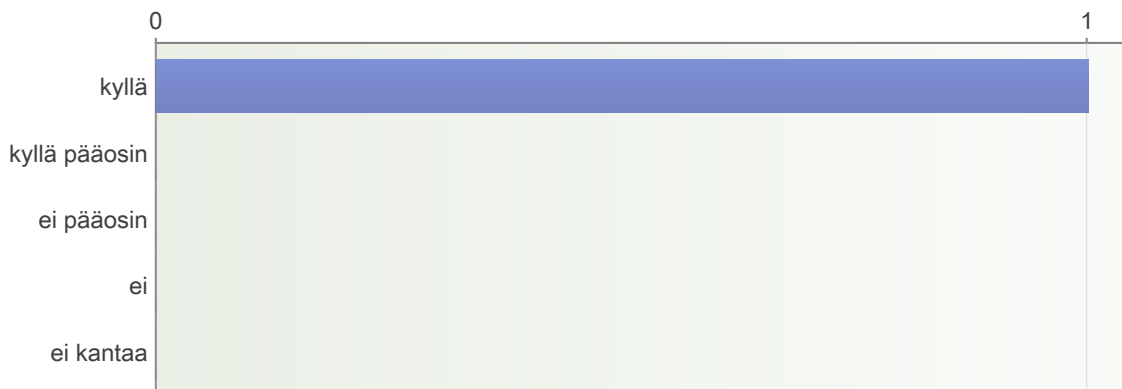 0 1
kyllä
kyllä pääosin
ei pääosin
ei
ei kantaa